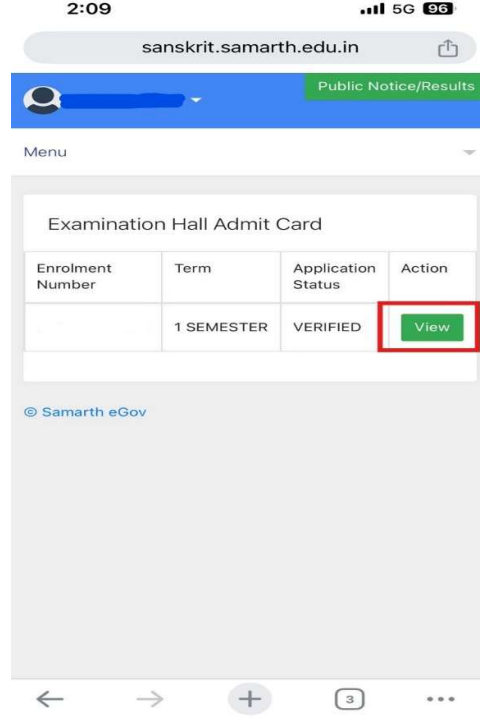 2:09 5G 96
sanskrit.samarth.edu.in
Public Notice/Results
Menu
Examination Hall Admit Card
Enrolment Number Term Application Status Action
1 SEMESTER VERIFIED View
© Samarth eGov
3